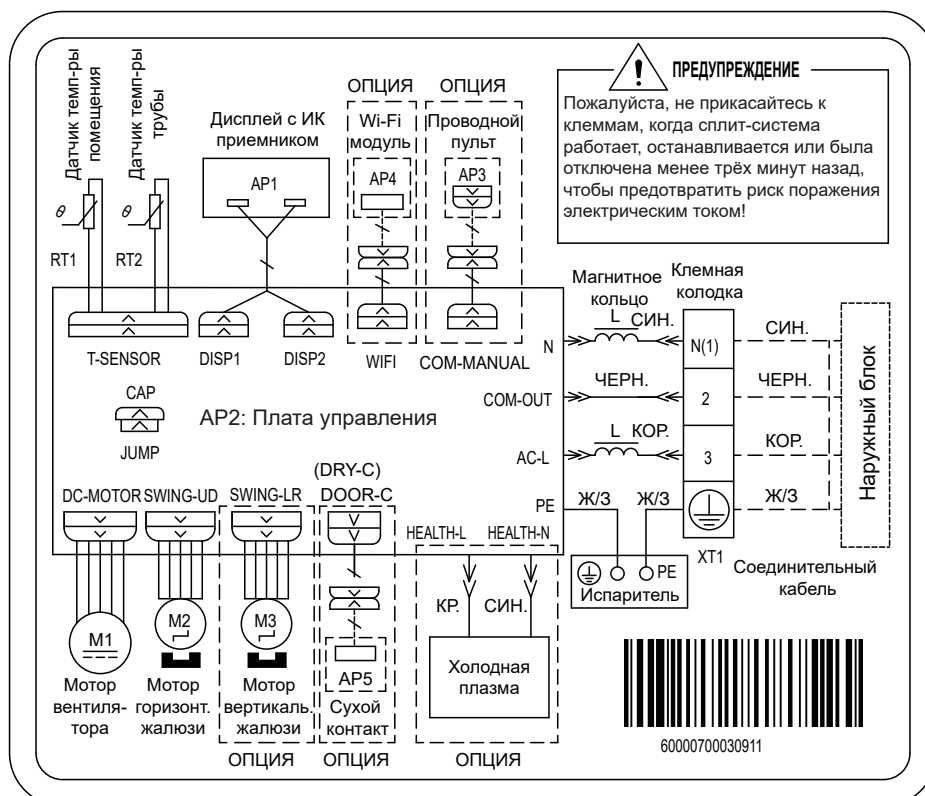 Датчик темп-ры
помещения
Датчик темп-ры
трубы
Дисплей с ИК
приемником
ОПЦИЯ
Wi-Fi
модуль
ОПЦИЯ
Проводной
пульт
ПРЕДУПРЕЖДЕНИЕ
Пожалуйста, не прикасайтесь к
клеммам, когда сплит-система
работает, останавливается или была
отключена менее трёх минут назад,
чтобы предотвратить риск поражения
электрическим током!
AP1
AP4
AP3
θ
θ
RT1
RT2
Магнитное
кольцо
Клемная
колодка
T-SENSOR
DISP1
DISP2
WIFI
COM-MANUAL
N
L
СИН.
N(1)
СИН.
CAP
JUMP
AP2: Плата управления
COM-OUT
ЧЕРН.
2
ЧЕРН.
AC-L
L
КОР.
3
КОР.
Наружный блок
DC-MOTOR
SWING-UD
SWING-LR
(DRY-C)
DOOR-C
PE
Ж/З
Ж/З
Ж/З
HEALTH-L
HEALTH-N
XT1
Соединительный
кабель
PE
Испаритель
КР.
СИН.
M1
M2
M3
AP5
Холодная
плазма
Мотор
вентиля-
тора
Мотор
горизонт.
жалюзи
Мотор
вертикаль.
жалюзи
Сухой
контакт
ОПЦИЯ
ОПЦИЯ
ОПЦИЯ
60000700030911